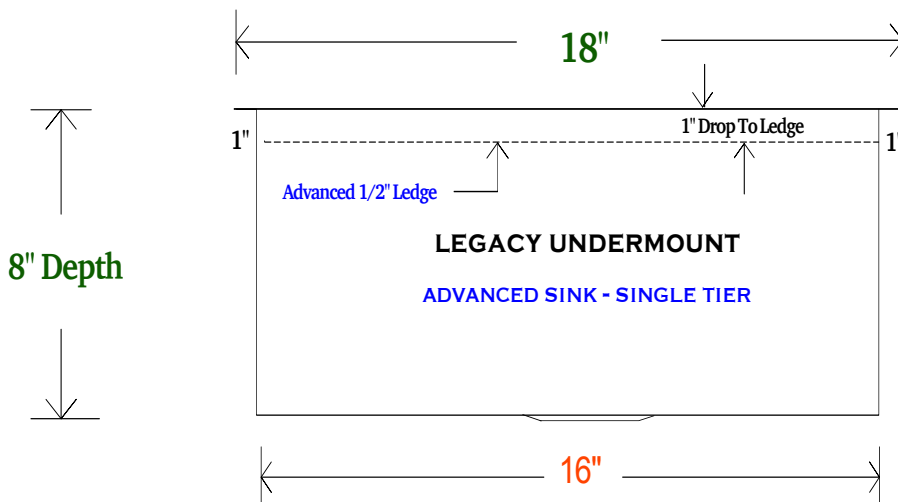 18"
1" Drop To Ledge
1"
1"
Advanced 1/2" Ledge
LEGACY UNDERMOUNT
8" Depth
ADVANCED SINK - SINGLE TIER
16"